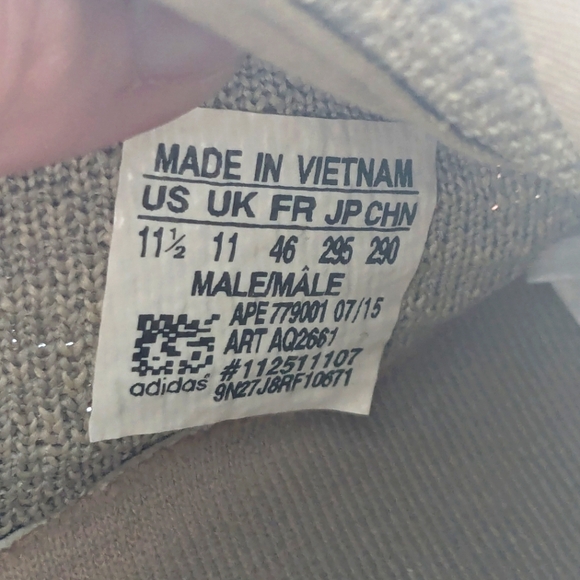 MADE IN VIETNAM
US UK FR JP CHN
11½ 11 46 295 290
MALE/MÂLE
APE 779001 07/15
ART AQ2661
#112511107
9N27J8RF10671
adidas